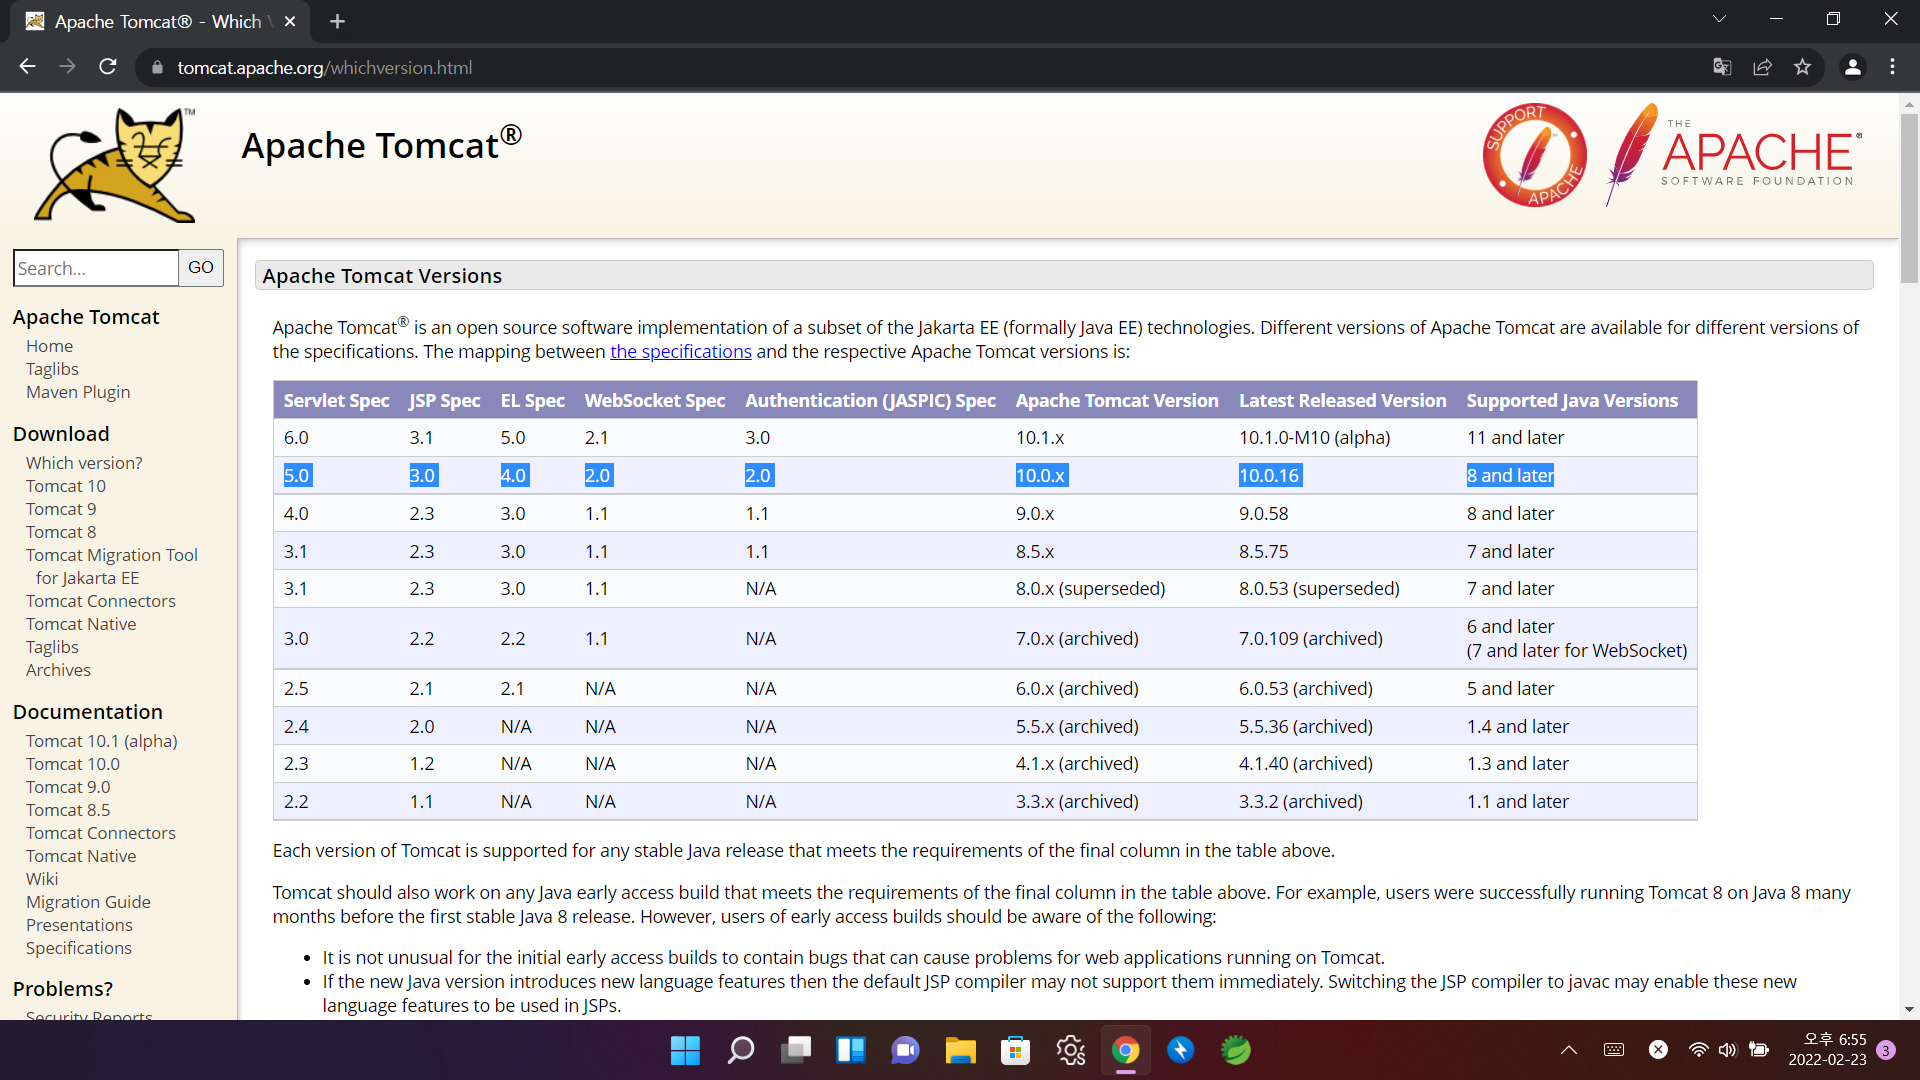 Apache Tomcat® - Which
tomcat.apache.org/whichversion.html
TM
Apache Tomcat®
SUPPORT APACHE
THE
APACHE®
SOFTWARE FOUNDATION
Search...
GO
Apache Tomcat
Home
Taglibs
Maven Plugin
Download
Which version?
Tomcat 10
Tomcat 9
Tomcat 8
Tomcat Migration Tool
for Jakarta EE
Tomcat Connectors
Tomcat Native
Taglibs
Archives
Documentation
Tomcat 10.1 (alpha)
Tomcat 10.0
Tomcat 9.0
Tomcat 8.5
Tomcat Connectors
Tomcat Native
Wiki
Migration Guide
Presentations
Specifications
Problems?
Security Reports
Apache Tomcat Versions
Apache Tomcat® is an open source software implementation of a subset of the Jakarta EE (formally Java EE) technologies. Different versions of Apache Tomcat are available for different versions of
the specifications. The mapping between the specifications and the respective Apache Tomcat versions is:
Servlet Spec JSP Spec EL Spec WebSocket Spec Authentication (JASPIC) Spec Apache Tomcat Version Latest Released Version Supported Java Versions
6.0 3.1 5.0 2.1 3.0 10.1.x 10.1.0-M10 (alpha) 11 and later
5.0 3.0 4.0 2.0 2.0 10.0.x 10.0.16 8 and later
4.0 2.3 3.0 1.1 1.1 9.0.x 9.0.58 8 and later
3.1 2.3 3.0 1.1 1.1 8.5.x 8.5.75 7 and later
3.1 2.3 3.0 1.1 N/A 8.0.x (superseded) 8.0.53 (superseded) 7 and later
3.0 2.2 2.2 1.1 N/A 7.0.x (archived) 7.0.109 (archived) 6 and later
(7 and later for WebSocket)
2.5 2.1 2.1 N/A N/A 6.0.x (archived) 6.0.53 (archived) 5 and later
2.4 2.0 N/A N/A N/A 5.5.x (archived) 5.5.36 (archived) 1.4 and later
2.3 1.2 N/A N/A N/A 4.1.x (archived) 4.1.40 (archived) 1.3 and later
2.2 1.1 N/A N/A N/A 3.3.x (archived) 3.3.2 (archived) 1.1 and later
Each version of Tomcat is supported for any stable Java release that meets the requirements of the final column in the table above.
Tomcat should also work on any Java early access build that meets the requirements of the final column in the table above. For example, users were successfully running Tomcat 8 on Java 8 many
months before the first stable Java 8 release. However, users of early access builds should be aware of the following:
• It is not unusual for the initial early access builds to contain bugs that can cause problems for web applications running on Tomcat.
• If the new Java version introduces new language features then the default JSP compiler may not support them immediately. Switching the JSP compiler to javac may enable these new
language features to be used in JSPs.
오후 6:55
2022-02-23
3